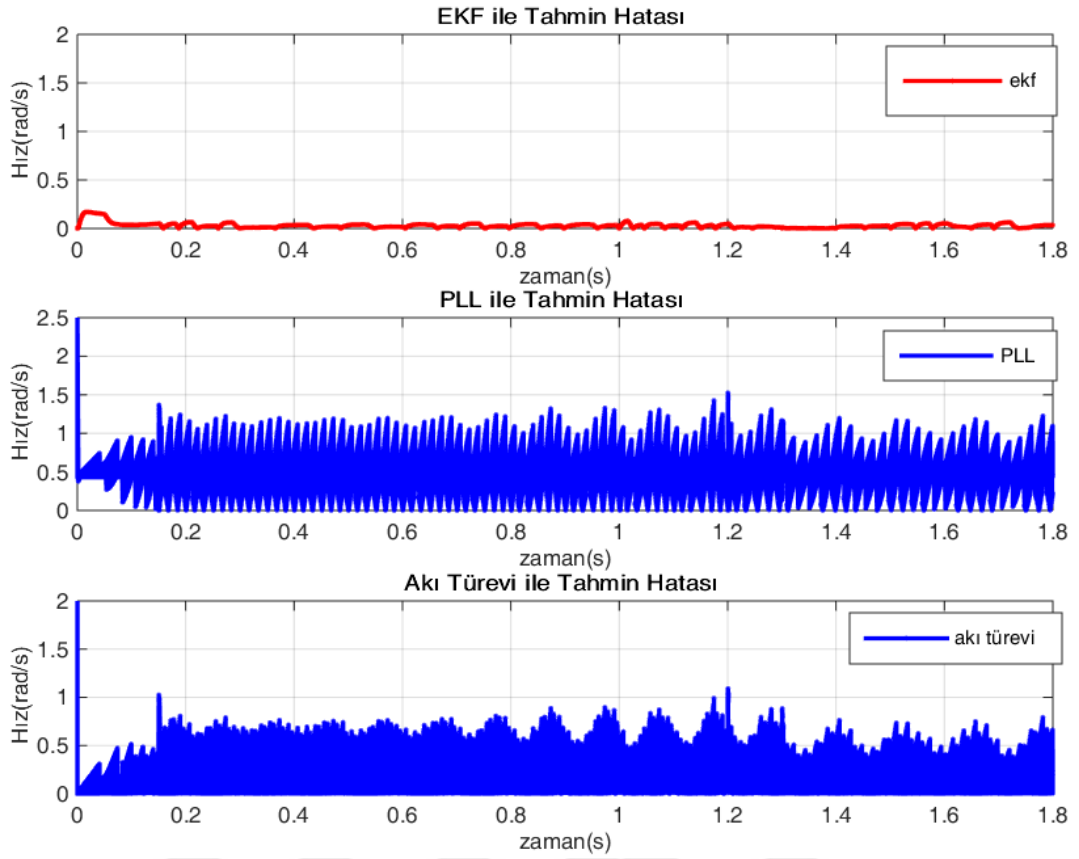 EKF ile Tahmin Hatası
2
1.5
1
0.5
0
Hız(rad/s)
ekf
0 0.2 0.4 0.6 0.8 1 1.2 1.4 1.6 1.8
zaman(s)
PLL ile Tahmin Hatası
2.5
2
1.5
1
0.5
0
Hız(rad/s)
PLL
0 0.2 0.4 0.6 0.8 1 1.2 1.4 1.6 1.8
zaman(s)
Akı Türevi ile Tahmin Hatası
2
1.5
1
0.5
0
Hız(rad/s)
akı türevi
0 0.2 0.4 0.6 0.8 1 1.2 1.4 1.6 1.8
zaman(s)